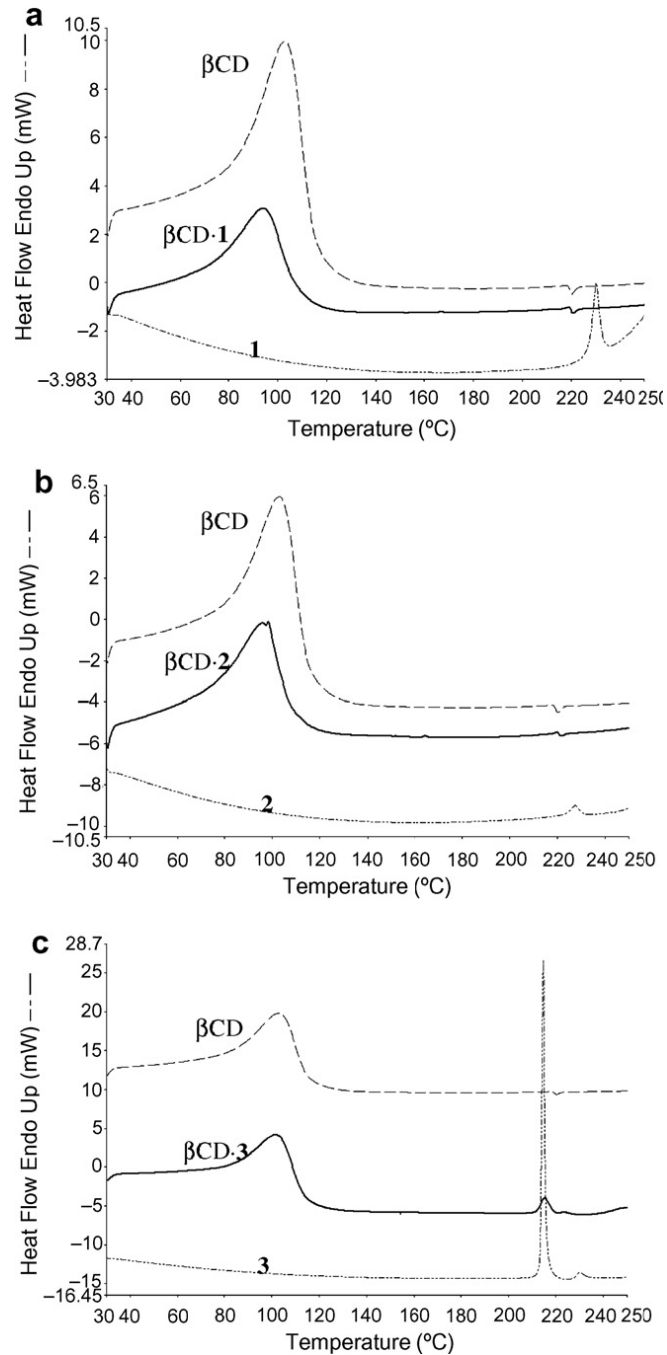 a
10.5
10
8
6
4
2
0
−2
−3.983
Heat Flow Endo Up (mW)
βCD
βCD·1
1
30 40 60 80 100 120 140 160 180 200 220 240 250
Temperature (ºC)
b
6.5
6
4
2
0
−2
−4
−6
−8
−10
−10.5
Heat Flow Endo Up (mW)
βCD
βCD·2
2
30 40 60 80 100 120 140 160 180 200 220 240 250
Temperature (ºC)
c
28.7
25
20
15
10
5
0
−5
−10
−15
−16.45
Heat Flow Endo Up (mW)
βCD
βCD·3
3
30 40 60 80 100 120 140 160 180 200 220 240 250
Temperature (ºC)